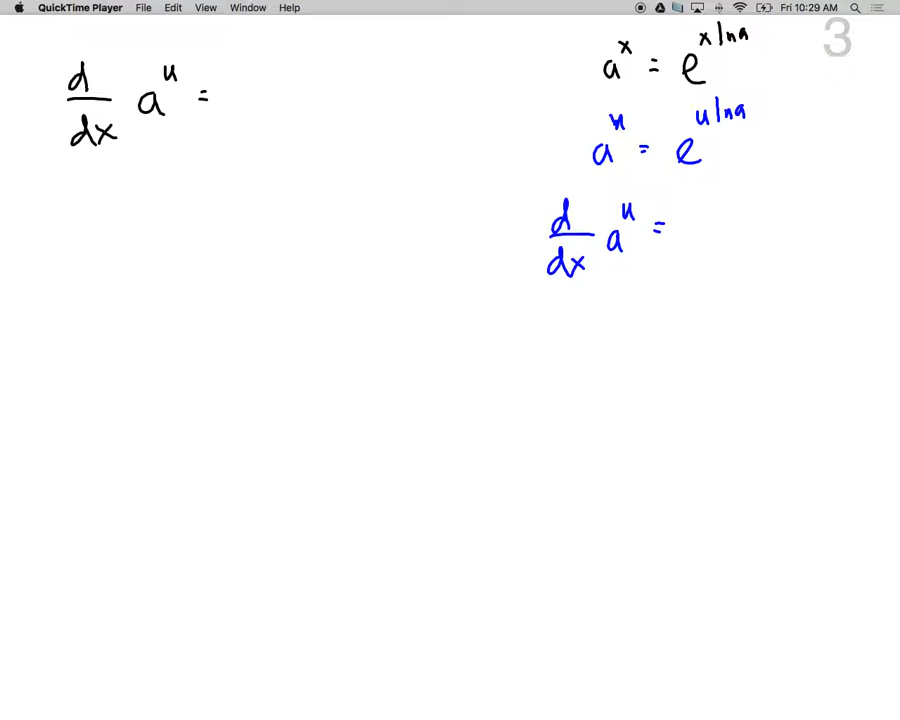 QuickTime Player File Edit View Window Help Fri 10:29 AM
3
a^x = e^{x ln a}
d/dx a^u =
a^u = e^{u ln a}
d/dx a^u =